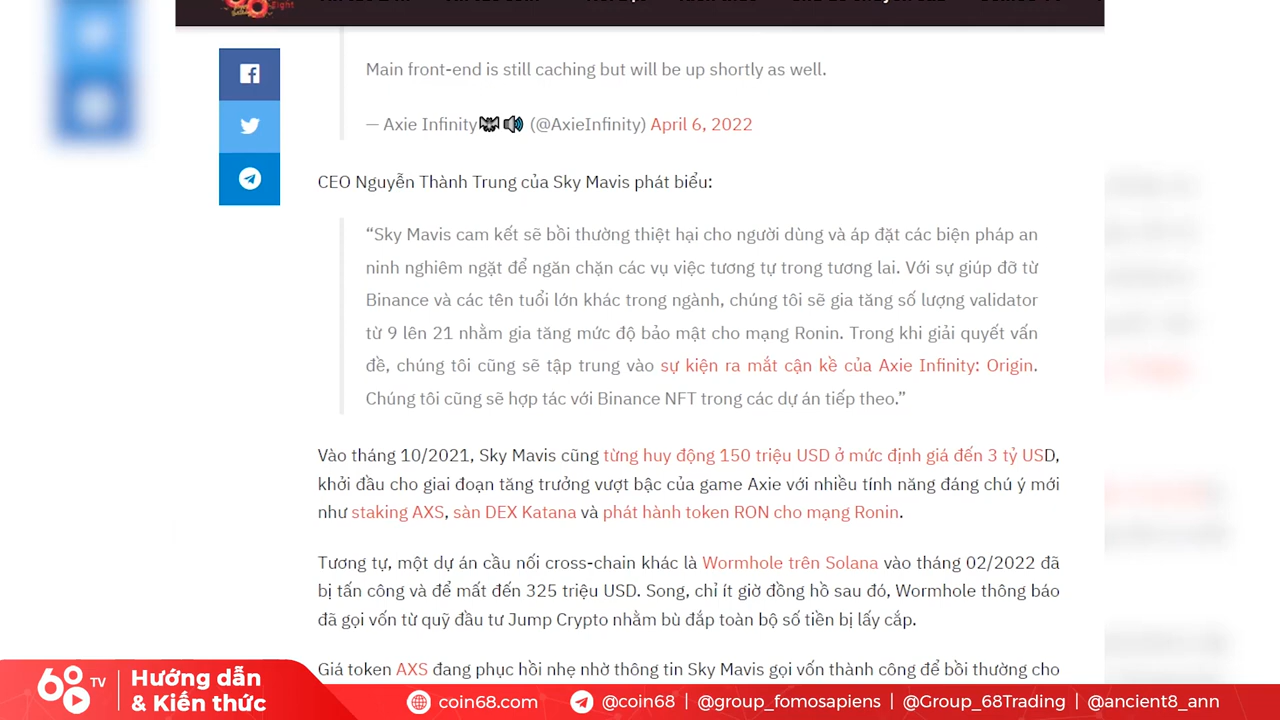 Eight
Main front-end is still caching but will be up shortly as well.
— Axie Infinity (@AxieInfinity) April 6, 2022
CEO Nguyễn Thành Trung của Sky Mavis phát biểu:
“Sky Mavis cam kết sẽ bồi thường thiệt hại cho người dùng và áp đặt các biện pháp an
ninh nghiêm ngặt để ngăn chặn các vụ việc tương tự trong tương lai. Với sự giúp đỡ từ
Binance và các tên tuổi lớn khác trong ngành, chúng tôi sẽ gia tăng số lượng validator
từ 9 lên 21 nhằm gia tăng mức độ bảo mật cho mạng Ronin. Trong khi giải quyết vấn
đề, chúng tôi cũng sẽ tập trung vào sự kiện ra mắt cận kề của Axie Infinity: Origin.
Chúng tôi cũng sẽ hợp tác với Binance NFT trong các dự án tiếp theo.”
Vào tháng 10/2021, Sky Mavis cũng từng huy động 150 triệu USD ở mức định giá đến 3 tỷ USD,
khởi đầu cho giai đoạn tăng trưởng vượt bậc của game Axie với nhiều tính năng đáng chú ý mới
như staking AXS, sàn DEX Katana và phát hành token RON cho mạng Ronin.
Tương tự, một dự án cầu nối cross-chain khác là Wormhole trên Solana vào tháng 02/2022 đã
bị tấn công và để mất đến 325 triệu USD. Song, chỉ ít giờ đồng hồ sau đó, Wormhole thông báo
đã gọi vốn từ quỹ đầu tư Jump Crypto nhằm bù đắp toàn bộ số tiền bị lấy cắp.
Giá token AXS đang phục hồi nhẹ nhờ thông tin Sky Mavis gọi vốn thành công để bồi thường cho
68 TV
Hướng dẫn
& Kiến thức
coin68.com
@coin68 | @group_fomosapiens | @Group_68Trading | @ancient8_ann